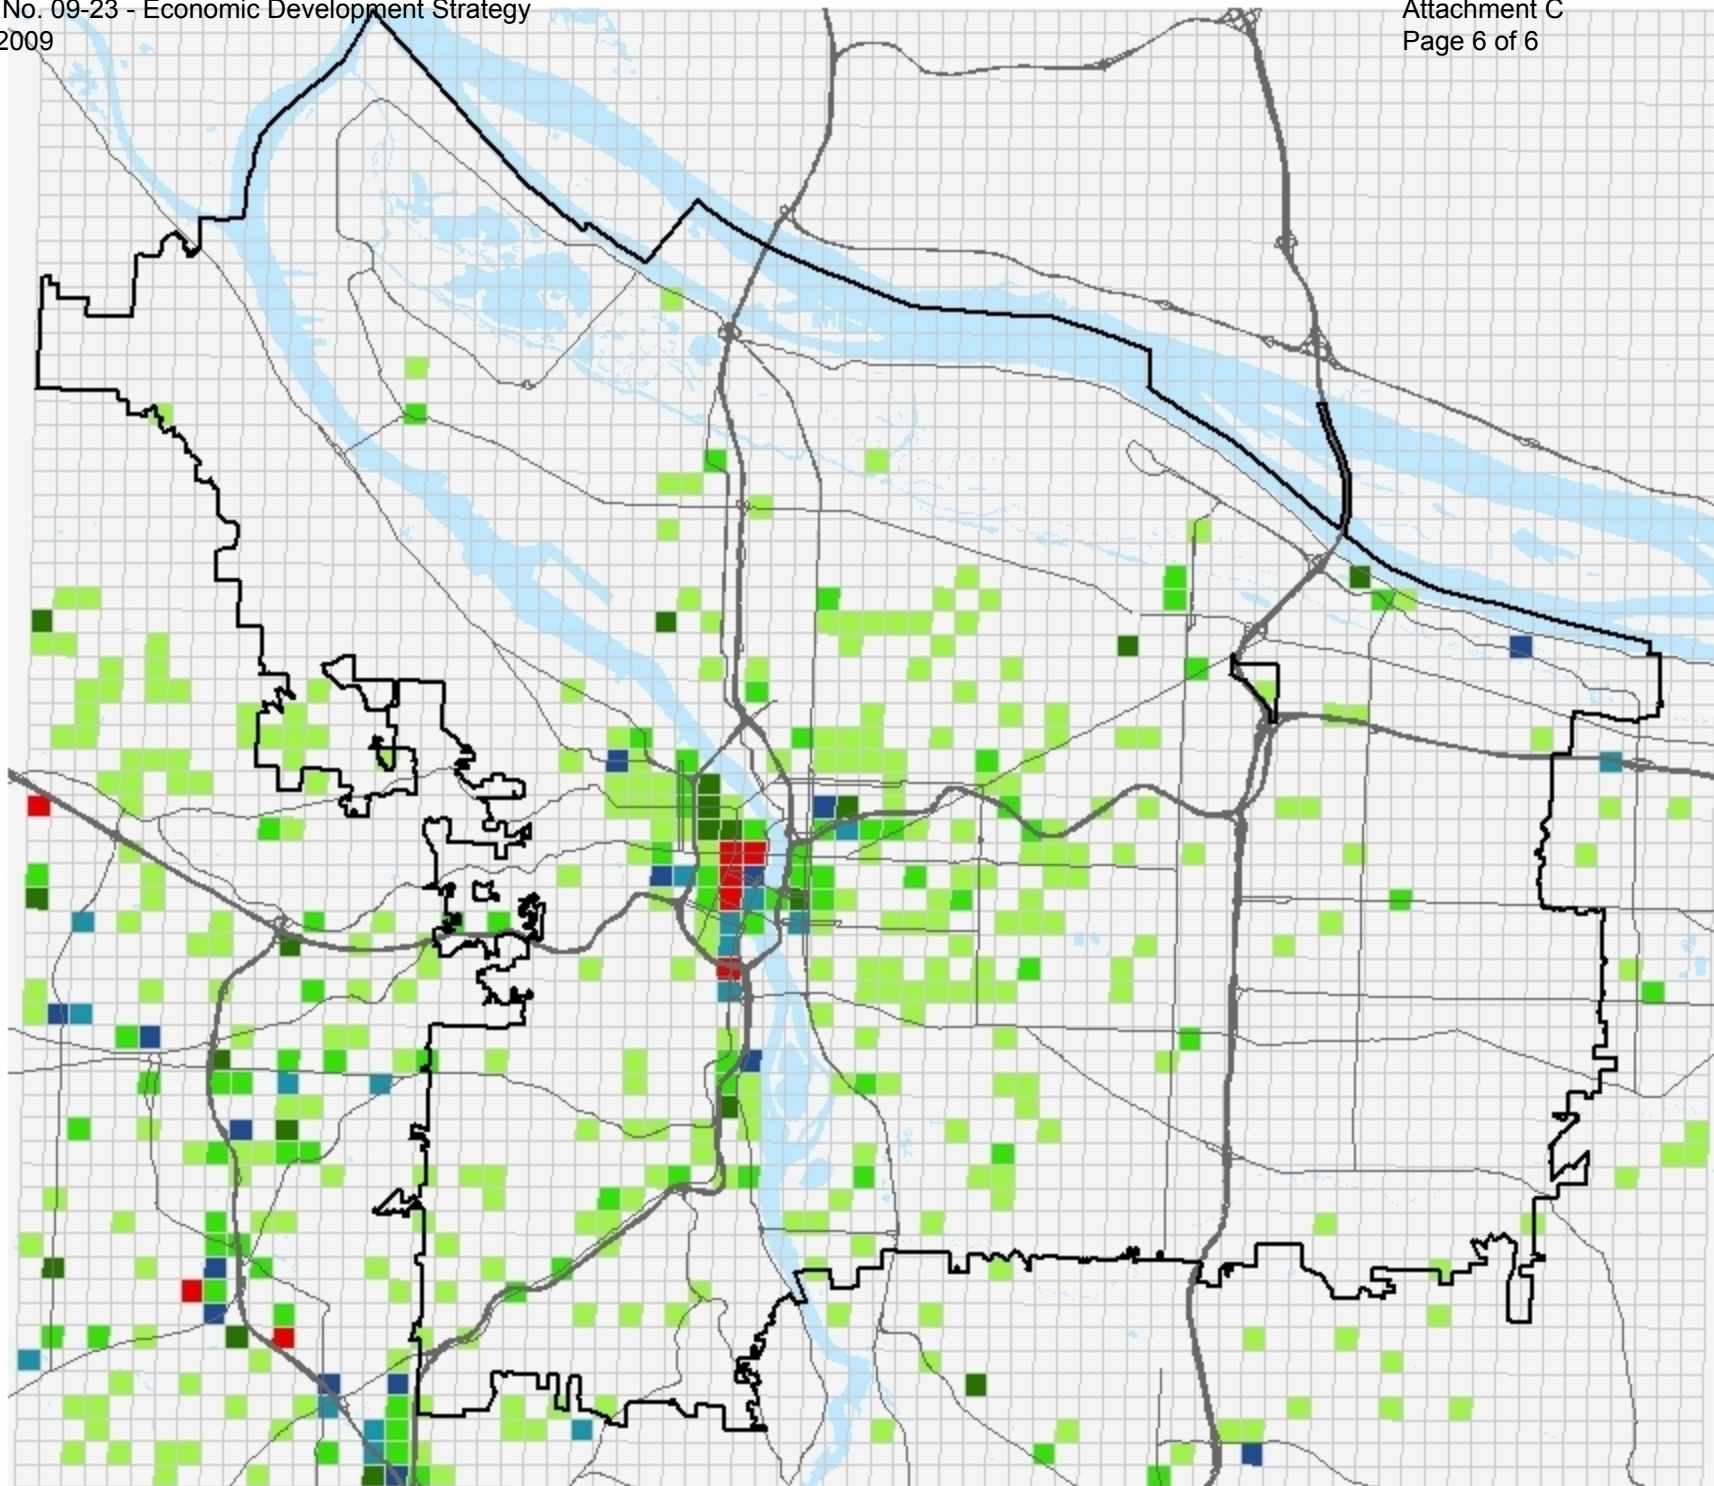 No. 09-23 - Economic Development Strategy
2009
Attachment C
Page 6 of 6